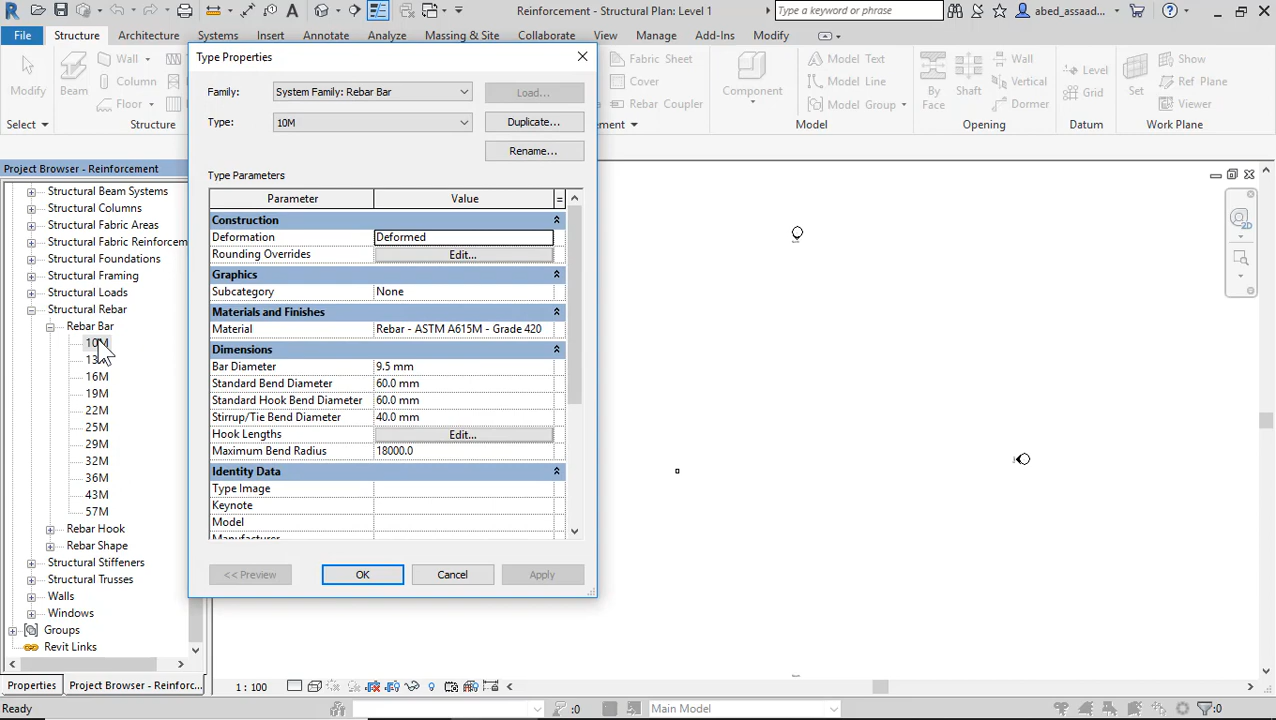 Reinforcement - Structural Plan: Level 1
Type a keyword or phrase
abed_assaad...
File
Structure
Architecture
Systems
Insert
Annotate
Analyze
Massing & Site
Collaborate
View
Manage
Add-Ins
Modify
Modify
Beam
Wall
Column
Floor
Fabric Sheet
Cover
Rebar Coupler
Component
Model Text
Model Line
Model Group
By
Face
Shaft
Wall
Vertical
Dormer
Level
Grid
Set
Show
Ref Plane
Viewer
Select
Structure
Model
Opening
Datum
Work Plane
Project Browser - Reinforcement
Structural Beam Systems
Structural Columns
Structural Fabric Areas
Structural Fabric Reinforcem
Structural Foundations
Structural Framing
Structural Loads
Structural Rebar
Rebar Bar
10M
16M
19M
22M
25M
29M
32M
36M
43M
57M
Rebar Hook
Rebar Shape
Structural Stiffeners
Structural Trusses
Walls
Windows
Groups
Revit Links
Properties
Project Browser - Reinforc...
Type Properties
Family:
System Family: Rebar Bar
Load...
Type:
10M
Duplicate...
Rename...
Type Parameters
Parameter
Value
=
Construction
Deformation
Deformed
Rounding Overrides
Edit...
Graphics
Subcategory
None
Materials and Finishes
Material
Rebar - ASTM A615M - Grade 420
Dimensions
Bar Diameter
9.5 mm
Standard Bend Diameter
60.0 mm
Standard Hook Bend Diameter
60.0 mm
Stirrup/Tie Bend Diameter
40.0 mm
Hook Lengths
Edit...
Maximum Bend Radius
18000.0
Identity Data
Type Image
Keynote
Model
Manufacturer
<< Preview
OK
Cancel
Apply
2D
1 : 100
Ready
:0
Main Model
:0